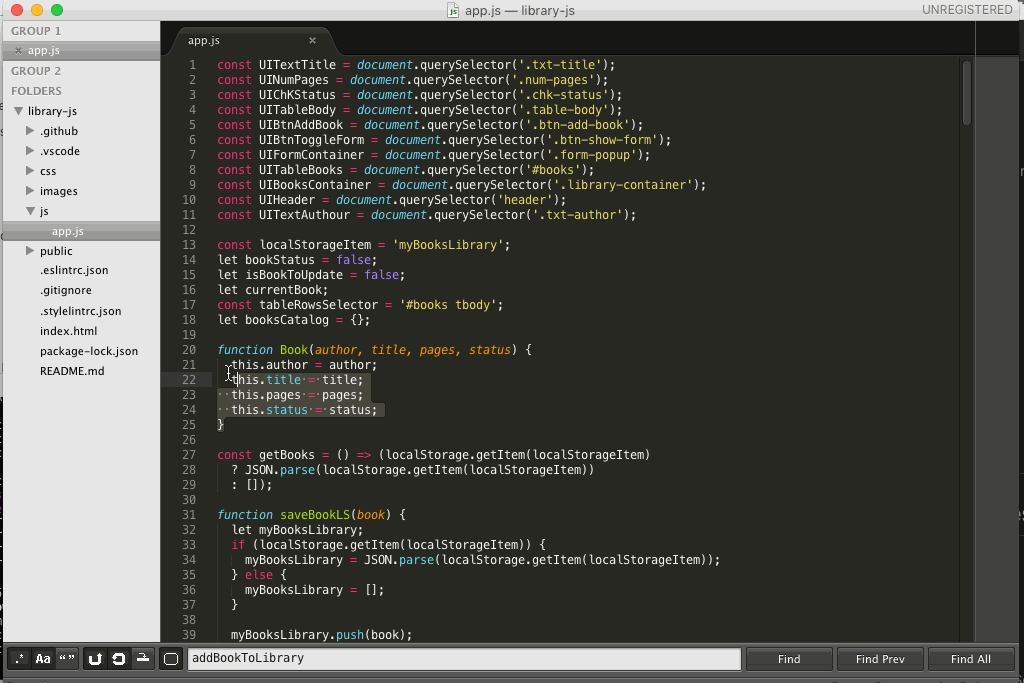 app.js — library-js
UNREGISTERED
GROUP 1
× app.js
GROUP 2
FOLDERS
library-js
.github
.vscode
css
images
js
app.js
public
.eslintrc.json
.gitignore
.stylelintrc.json
index.html
package-lock.json
README.md
app.js ×
1 const UITextTitle = document.querySelector('.txt-title');
2 const UINumPages = document.querySelector('.num-pages');
3 const UIChKStatus = document.querySelector('.chk-status');
4 const UITableBody = document.querySelector('.table-body');
5 const UIBtnAddBook = document.querySelector('.btn-add-book');
6 const UIBtnToggleForm = document.querySelector('.btn-show-form');
7 const UIFormContainer = document.querySelector('.form-popup');
8 const UITableBooks = document.querySelector('#books');
9 const UIBooksContainer = document.querySelector('.library-container');
10 const UIHeader = document.querySelector('header');
11 const UITextAuthour = document.querySelector('.txt-author');
12
13 const localStorageItem = 'myBooksLibrary';
14 let bookStatus = false;
15 let isBookToUpdate = false;
16 let currentBook;
17 const tableRowsSelector = '#books tbody';
18 let booksCatalog = {};
19
20 function Book(author, title, pages, status) {
21 this.author = author;
22 this.title = title;
23 this.pages = pages;
24 this.status = status;
25 }
26
27 const getBooks = () => (localStorage.getItem(localStorageItem)
28 ? JSON.parse(localStorage.getItem(localStorageItem))
29 : []);
30
31 function saveBookLS(book) {
32 let myBooksLibrary;
33 if (localStorage.getItem(localStorageItem)) {
34 myBooksLibrary = JSON.parse(localStorage.getItem(localStorageItem));
35 } else {
36 myBooksLibrary = [];
37 }
38
39 myBooksLibrary.push(book);
.* Aa “ ” addBookToLibrary Find Find Prev Find All